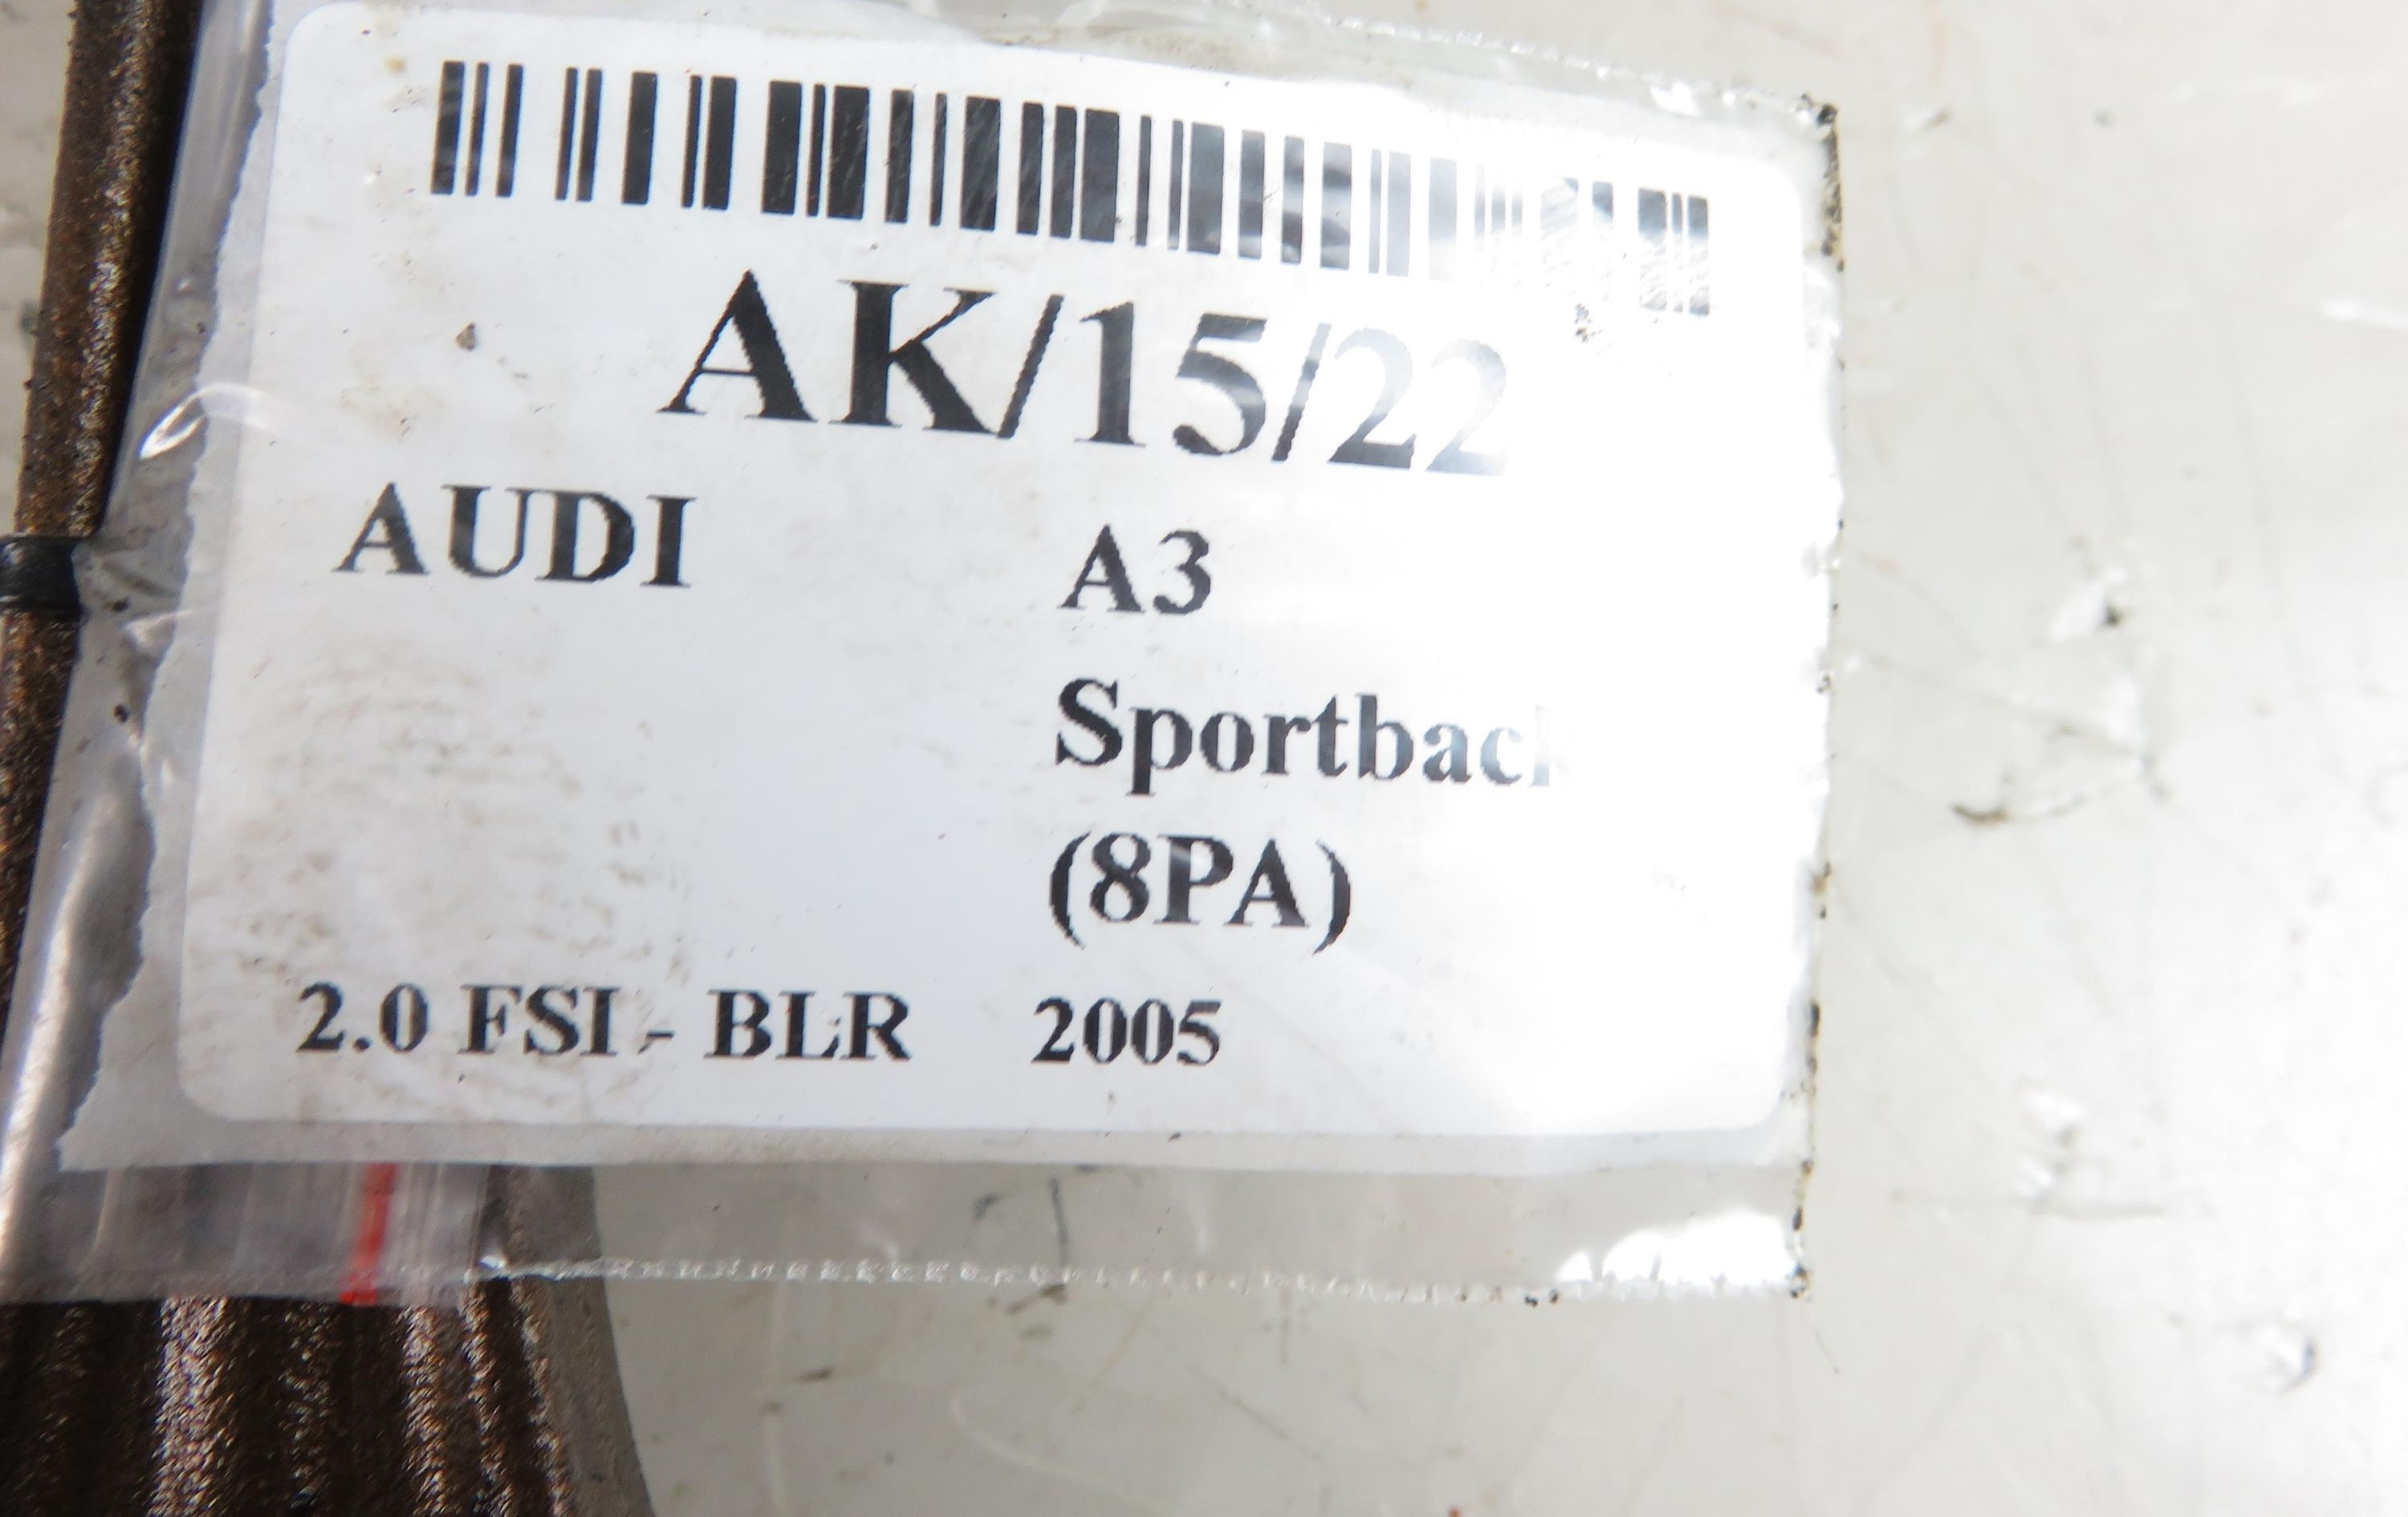 AK/15/22
AUDI A3
Sportback
(8PA)
2.0 FSI - BLR 2005